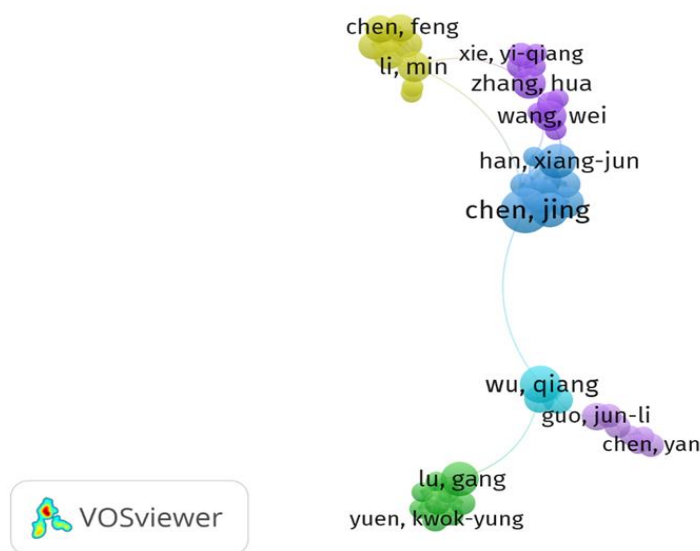 chen, feng
xie, yi-qiang
li, min
zhang, hua
wang, wei
han, xiang-jun
chen, jing
wu, qiang
guo, jun-li
chen, yan
lu, gang
yuen, kwok-yung
VOSviewer